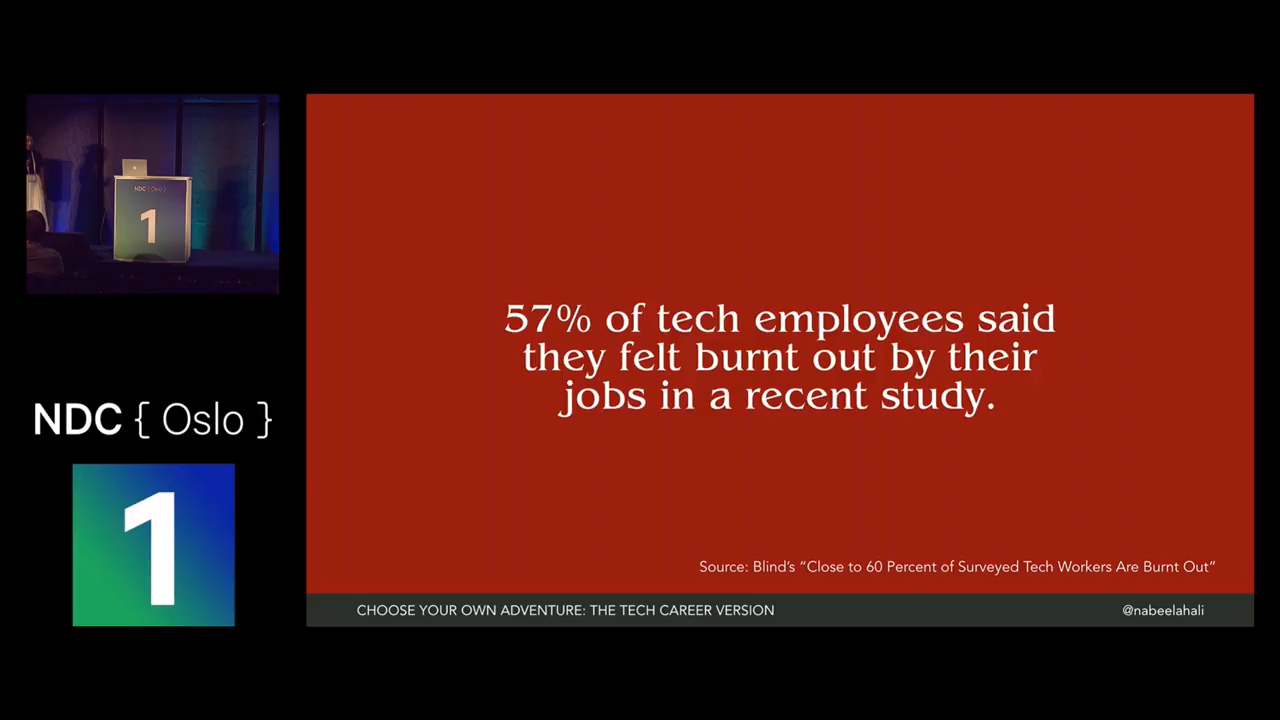 NDC { Oslo }
1
NDC { Oslo }
1
57% of tech employees said
they felt burnt out by their
jobs in a recent study.
Source: Blind's “Close to 60 Percent of Surveyed Tech Workers Are Burnt Out”
CHOOSE YOUR OWN ADVENTURE: THE TECH CAREER VERSION
@nabeelahali